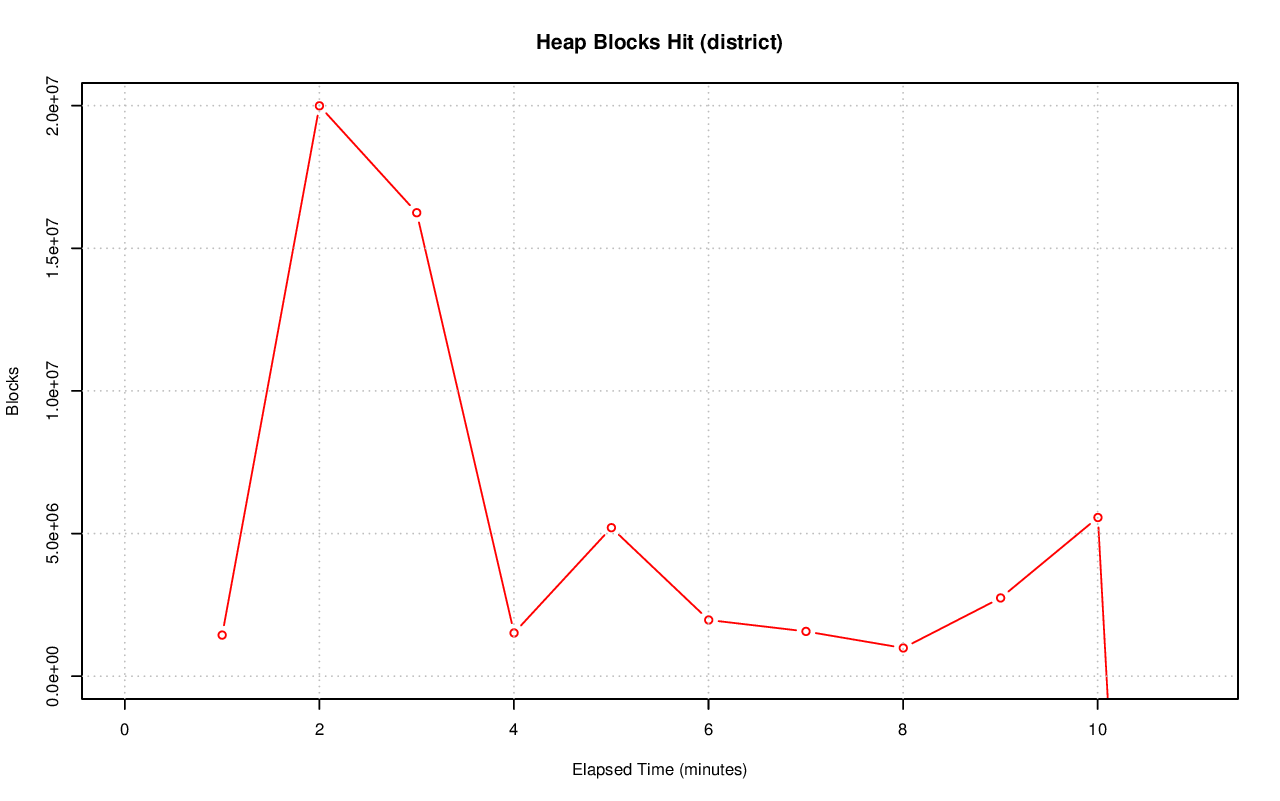 Heap Blocks Hit (district)
Blocks
2.0e+07
1.5e+07
1.0e+07
5.0e+06
0.0e+00
0 2 4 6 8 10
Elapsed Time (minutes)